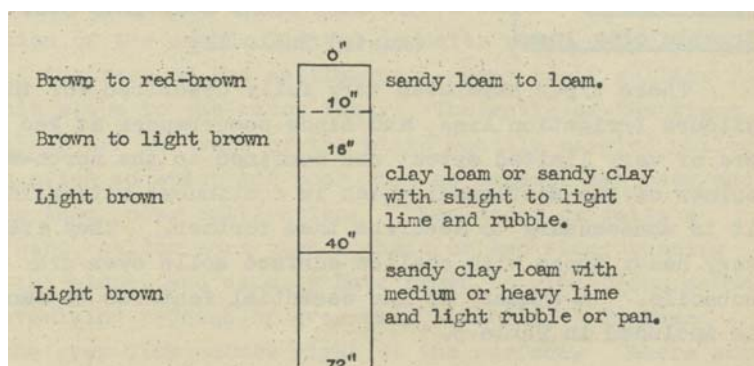 0"
Brown to red-brown sandy loam to loam.
10"
Brown to light brown
16"
clay loam or sandy clay
Light brown with slight to light
lime and rubble.
40"
sandy clay loam with
Light brown medium or heavy lime
and light rubble or pan.
72"